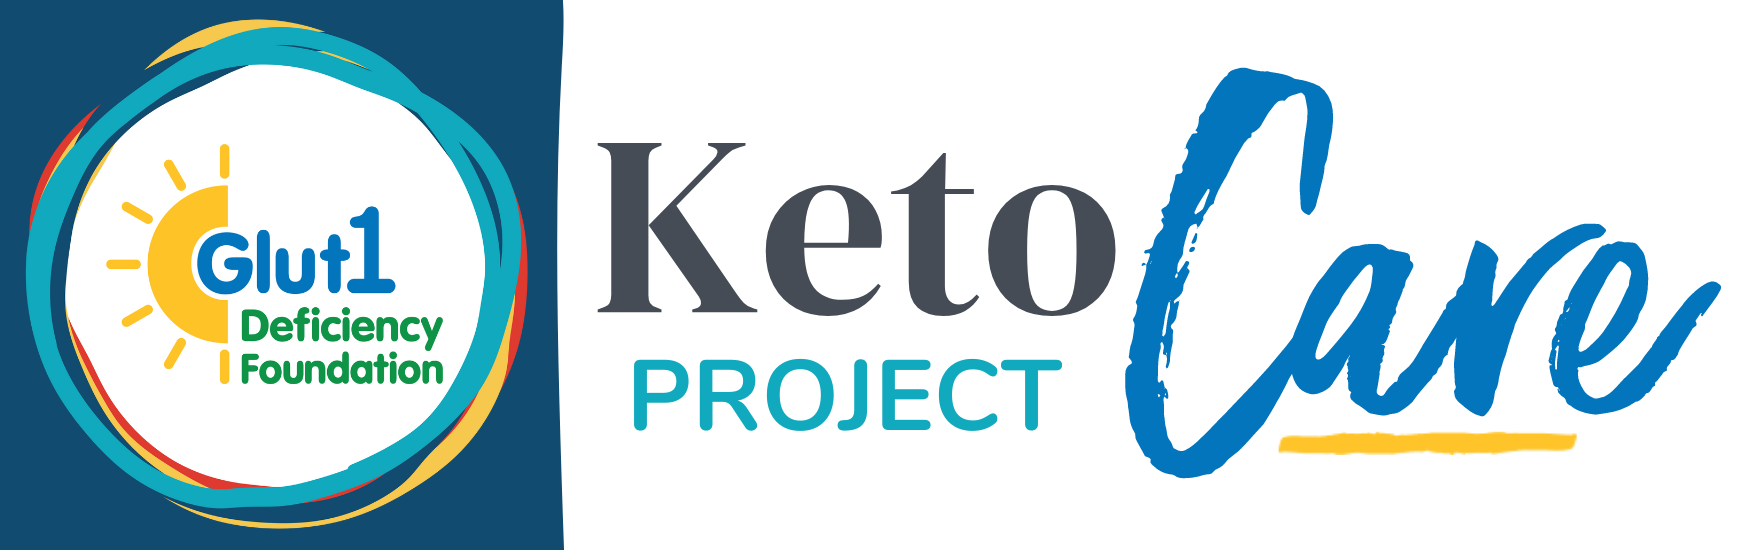 Glut1
Deficiency
Foundation
Keto Care
PROJECT